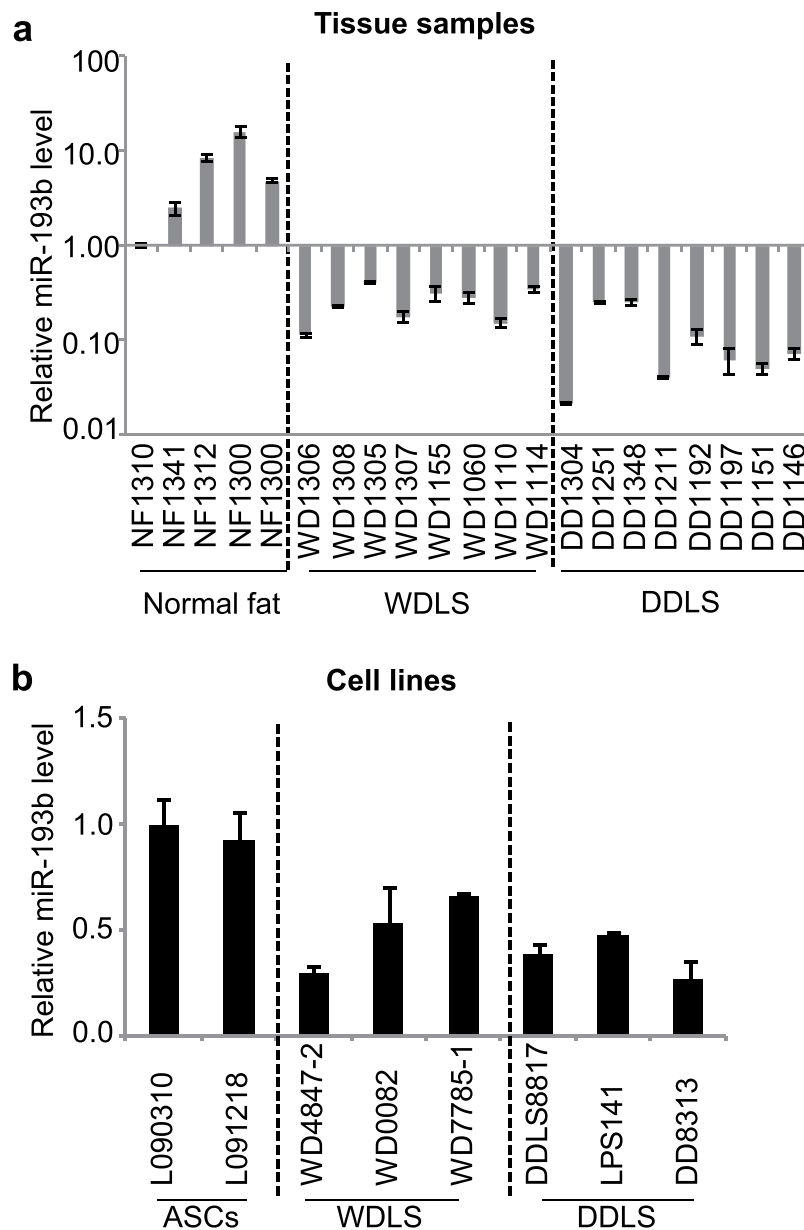 a
Tissue samples
Relative miR-193b level
100
10.0
1.00
0.10
0.01
NF1310
NF1341
NF1312
NF1300
NF1300
WD1306
WD1308
WD1305
WD1307
WD1155
WD1060
WD1110
WD1114
DD1304
DD1251
DD1348
DD1211
DD1192
DD1197
DD1151
DD1146
Normal fat
WDLS
DDLS
b
Cell lines
Relative miR-193b level
1.5
1.0
0.5
0.0
L090310
L091218
WD4847-2
WD0082
WD7785-1
DDLS8817
LPS141
DD8313
ASCs
WDLS
DDLS